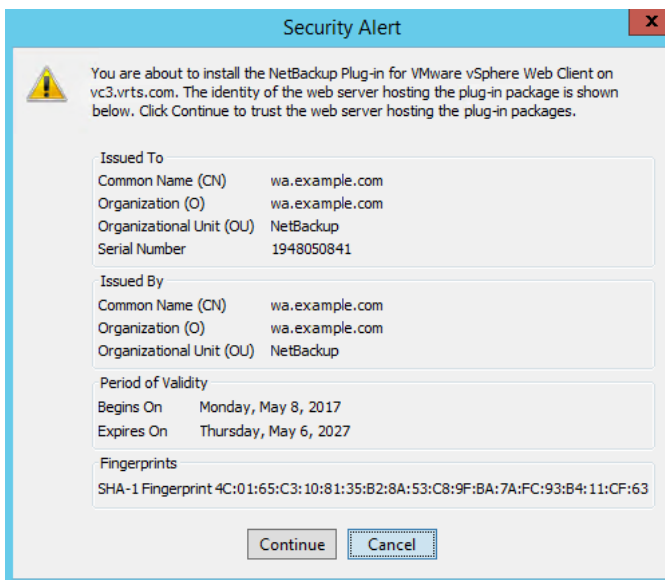 Security Alert
x
You are about to install the NetBackup Plug-in for VMware vSphere Web Client on
vc3.vrts.com. The identity of the web server hosting the plug-in package is shown
below. Click Continue to trust the web server hosting the plug-in packages.
Issued To
Common Name (CN) wa.example.com
Organization (O) wa.example.com
Organizational Unit (OU) NetBackup
Serial Number 1948050841
Issued By
Common Name (CN) wa.example.com
Organization (O) wa.example.com
Organizational Unit (OU) NetBackup
Period of Validity
Begins On Monday, May 8, 2017
Expires On Thursday, May 6, 2027
Fingerprints
SHA-1 Fingerprint 4C:01:65:C3:10:81:35:B2:8A:53:C8:9F:BA:7A:FC:93:B4:11:CF:63
Continue Cancel